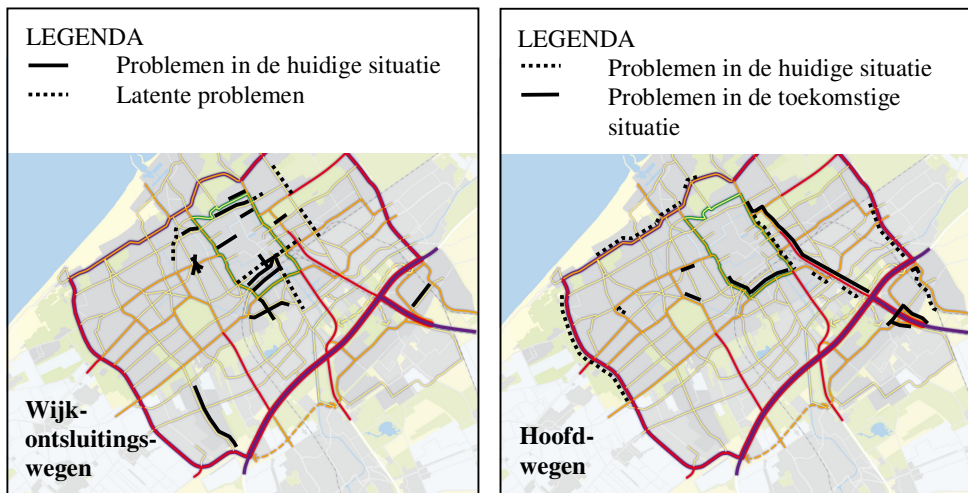 LEGENDA
Problemen in de huidige situatie
Latente problemen
Wijk-
ontsluitings-
wegen
LEGENDA
Problemen in de huidige situatie
Problemen in de toekomstige
situatie
Hoofd-
wegen